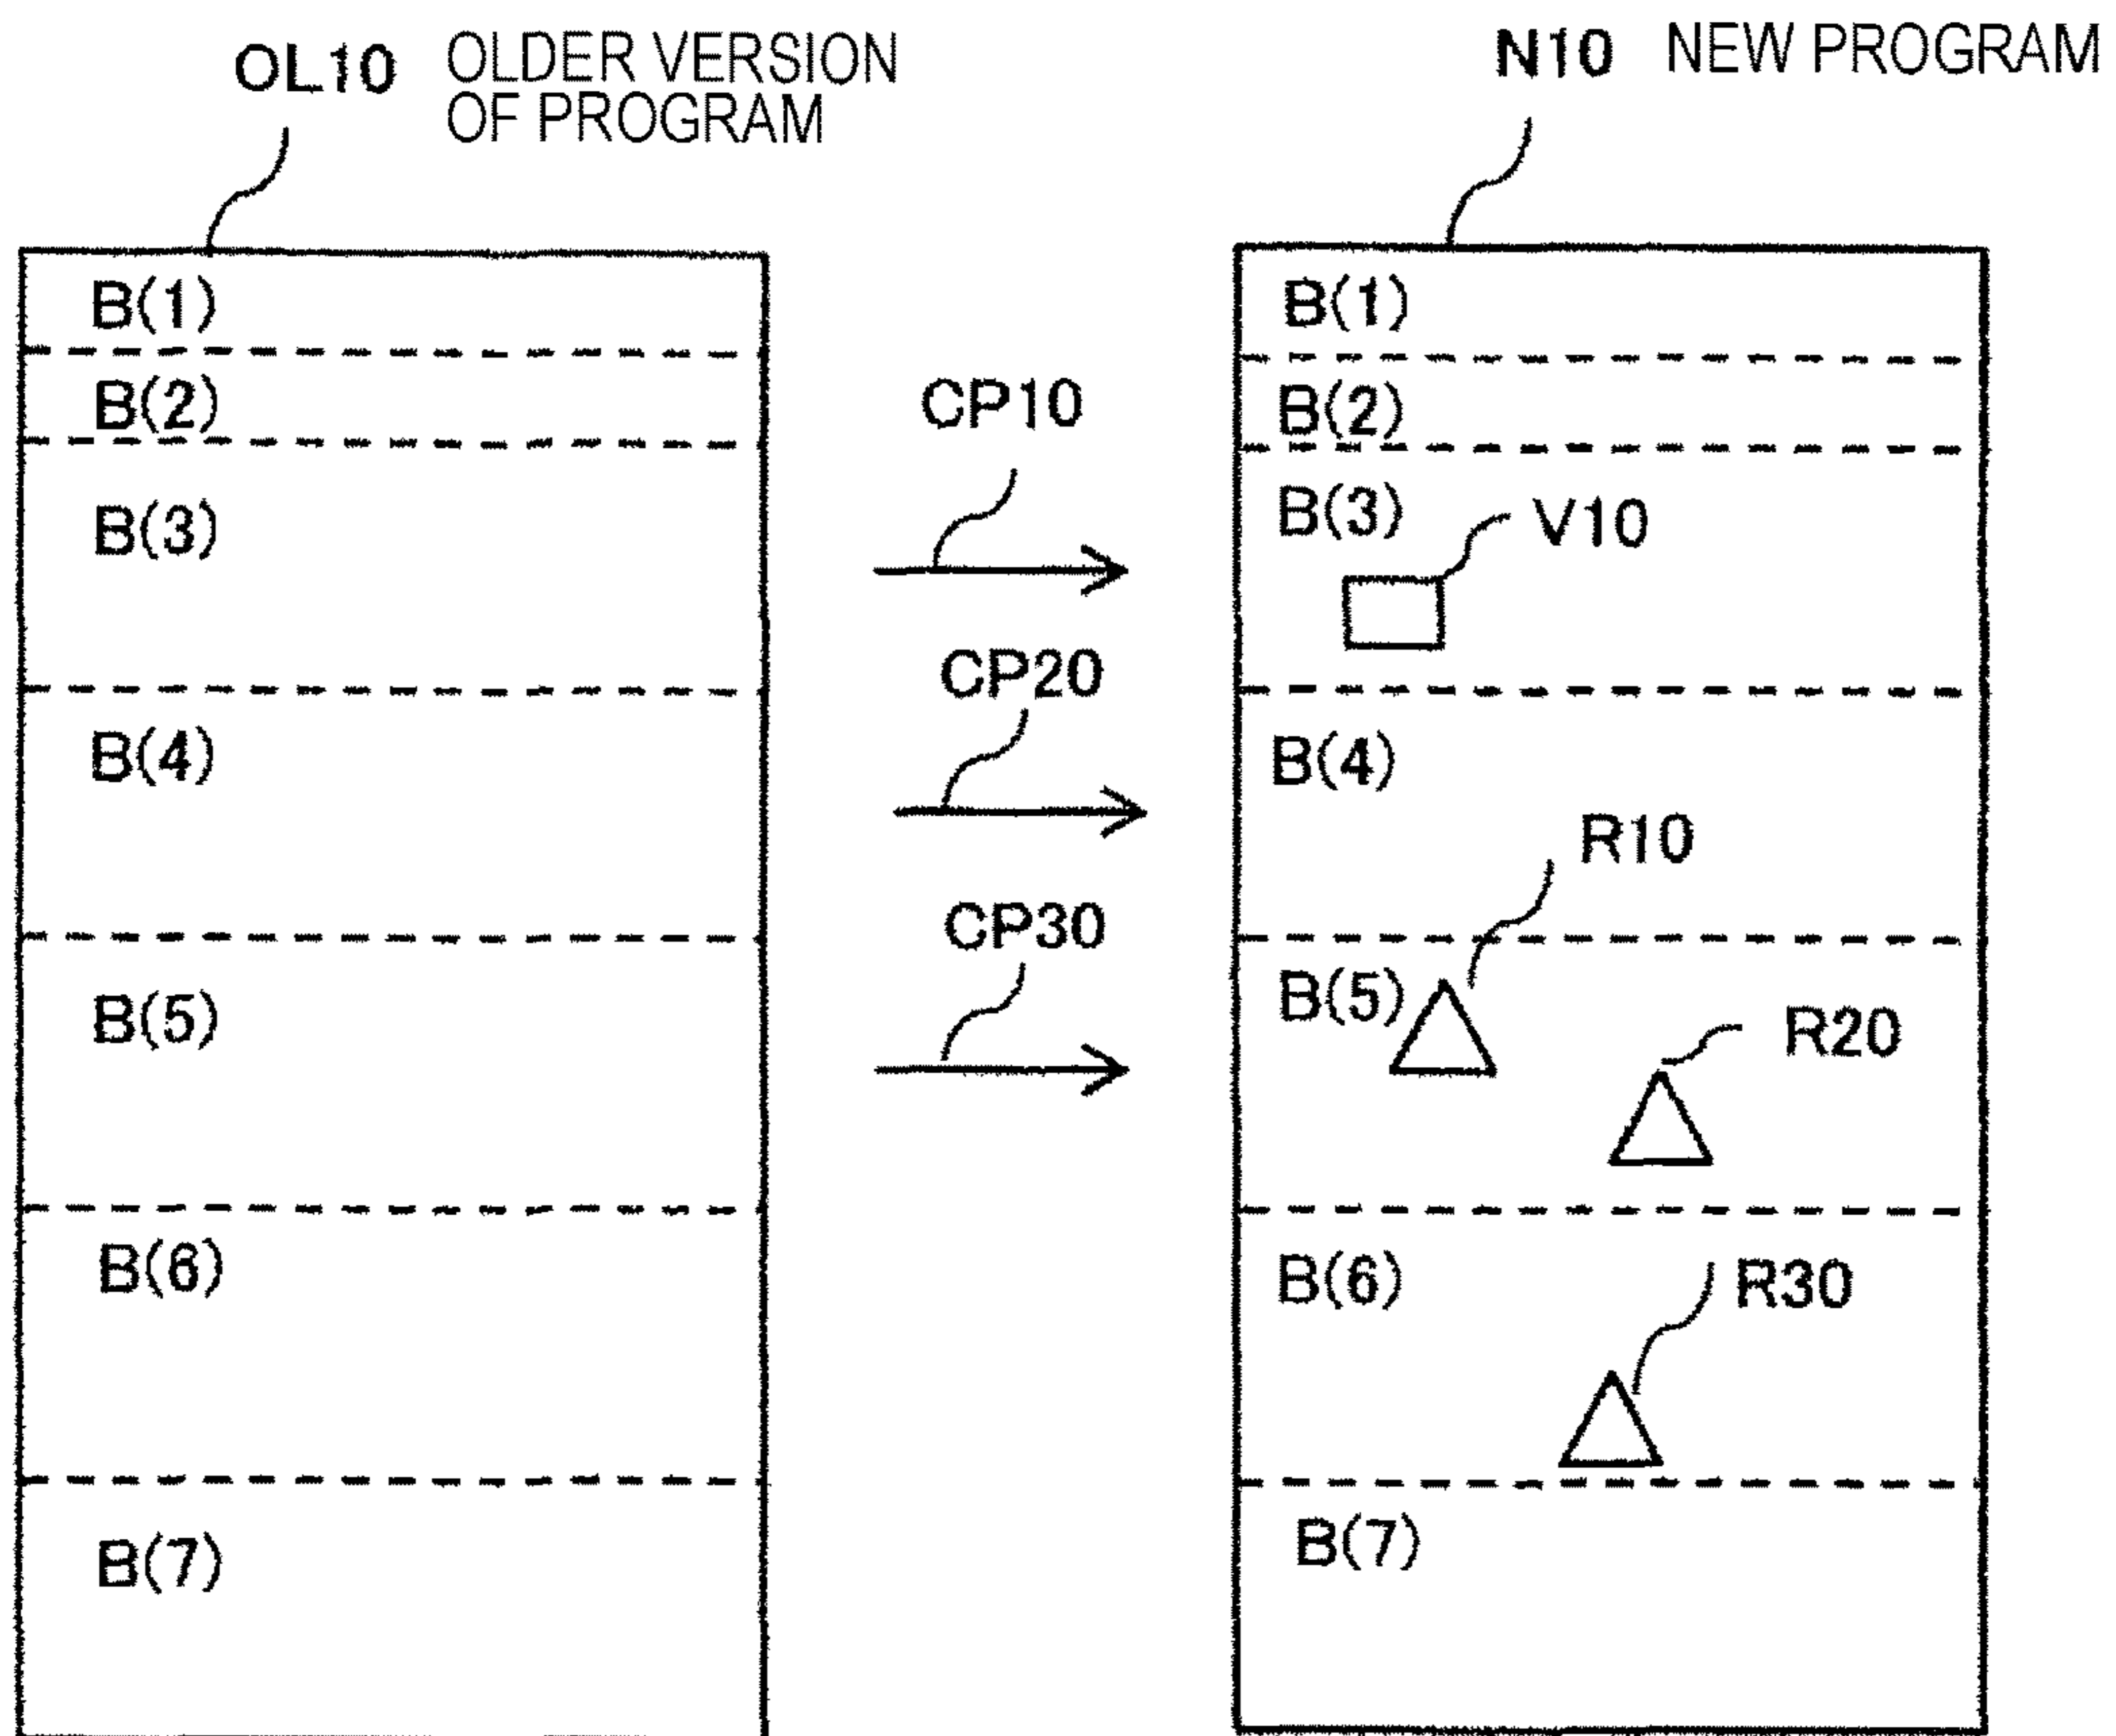 OL10 OLDER VERSION
OF PROGRAM
B(1)
B(2)
B(3)
B(4)
B(5)
B(6)
B(7)
CP10
CP20
CP30
N10 NEW PROGRAM
B(1)
B(2)
B(3)
V10
B(4)
R10
B(5)
R20
B(6)
R30
B(7)